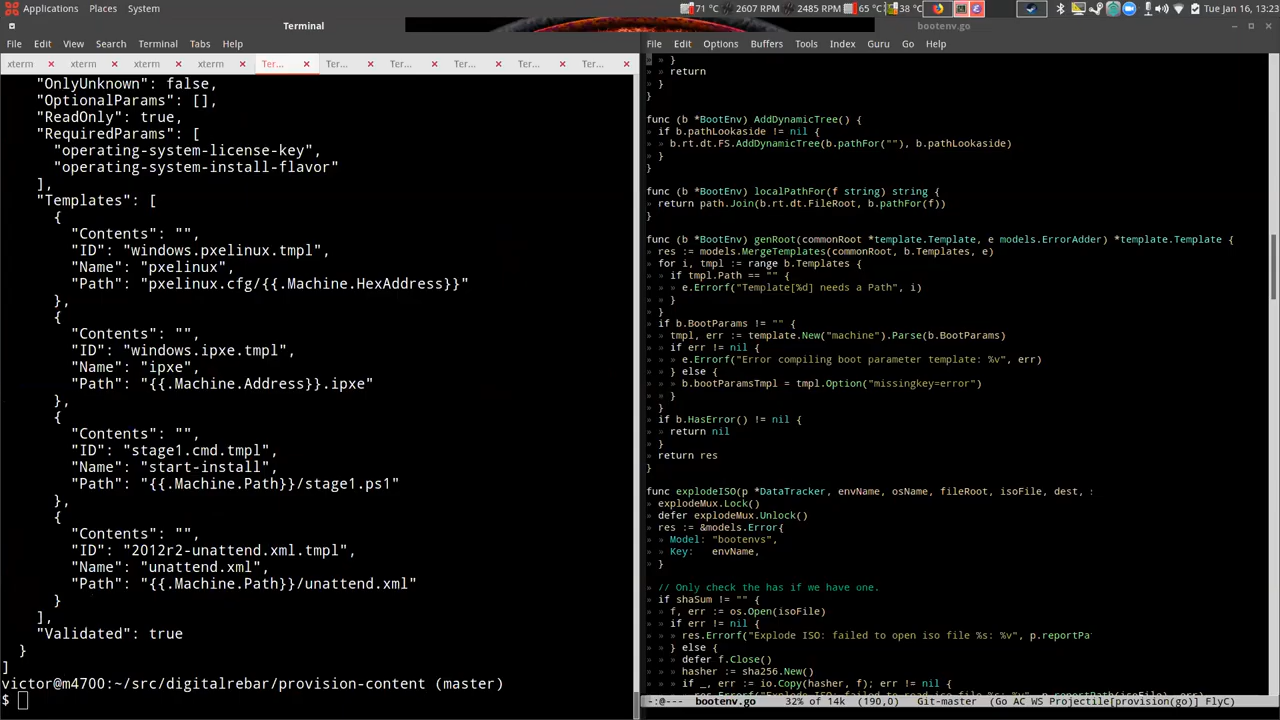 Applications Places System 71 °C 2607 RPM 2485 RPM 65 °C 38 °C Tue Jan 16, 13:23
Terminal
File Edit View Search Terminal Tabs Help
xterm xterm xterm xterm Ter... Ter... Ter... Ter... Ter... Ter...
"OnlyUnknown": false,
"OptionalParams": [],
"ReadOnly": true,
"RequiredParams": [
"operating-system-license-key",
"operating-system-install-flavor"
],
"Templates": [
{
"Contents": "",
"ID": "windows.pxelinux.tmpl",
"Name": "pxelinux",
"Path": "pxelinux.cfg/{{.Machine.HexAddress}}"
},
{
"Contents": "",
"ID": "windows.ipxe.tmpl",
"Name": "ipxe",
"Path": "{{.Machine.Address}}.ipxe"
},
{
"Contents": "",
"ID": "stage1.cmd.tmpl",
"Name": "start-install",
"Path": "{{.Machine.Path}}/stage1.ps1"
},
{
"Contents": "",
"ID": "2012r2-unattend.xml.tmpl",
"Name": "unattend.xml",
"Path": "{{.Machine.Path}}/unattend.xml"
}
],
"Validated": true
}
]
victor@m4700:~/src/digitalrebar/provision-content (master)
$
bootenv.go
File Edit Options Buffers Tools Index Guru Go Help
» » }
» » return
» }
}
func (b *BootEnv) AddDynamicTree() {
» if b.pathLookaside != nil {
» » b.rt.dt.FS.AddDynamicTree(b.pathFor(""), b.pathLookaside)
» }
}
func (b *BootEnv) localPathFor(f string) string {
» return path.Join(b.rt.dt.FileRoot, b.pathFor(f))
}
func (b *BootEnv) genRoot(commonRoot *template.Template, e models.ErrorAdder) *template.Template {
» res := models.MergeTemplates(commonRoot, b.Templates, e)
» for i, tmpl := range b.Templates {
» » if tmpl.Path == "" {
» » » e.Errorf("Template[%d] needs a Path", i)
» » }
» }
» if b.BootParams != "" {
» » tmpl, err := template.New("machine").Parse(b.BootParams)
» » if err != nil {
» » » e.Errorf("Error compiling boot parameter template: %v", err)
» » } else {
» » » b.bootParamsTmpl = tmpl.Option("missingkey=error")
» » }
» }
» if b.HasError() != nil {
» » return nil
» }
» return res
}
func explodeISO(p *DataTracker, envName, osName, fileRoot, isoFile, dest, s
» explodeMux.Lock()
» defer explodeMux.Unlock()
» res := &models.Error{
» » Model: "bootenvs",
» » Key: envName,
» }
» // Only check the has if we have one.
» if shaSum != "" {
» » f, err := os.Open(isoFile)
» » if err != nil {
» » » res.Errorf("Explode ISO: failed to open iso file %s: %v", p.reportPa
» » } else {
» » » defer f.Close()
» » » hasher := sha256.New()
» » » if _, err := io.Copy(hasher, f); err != nil {
-:@--- bootenv.go 32% of 14k (190,0) Git-master (Go AC WS Projectile[provision(go)] FlyC)